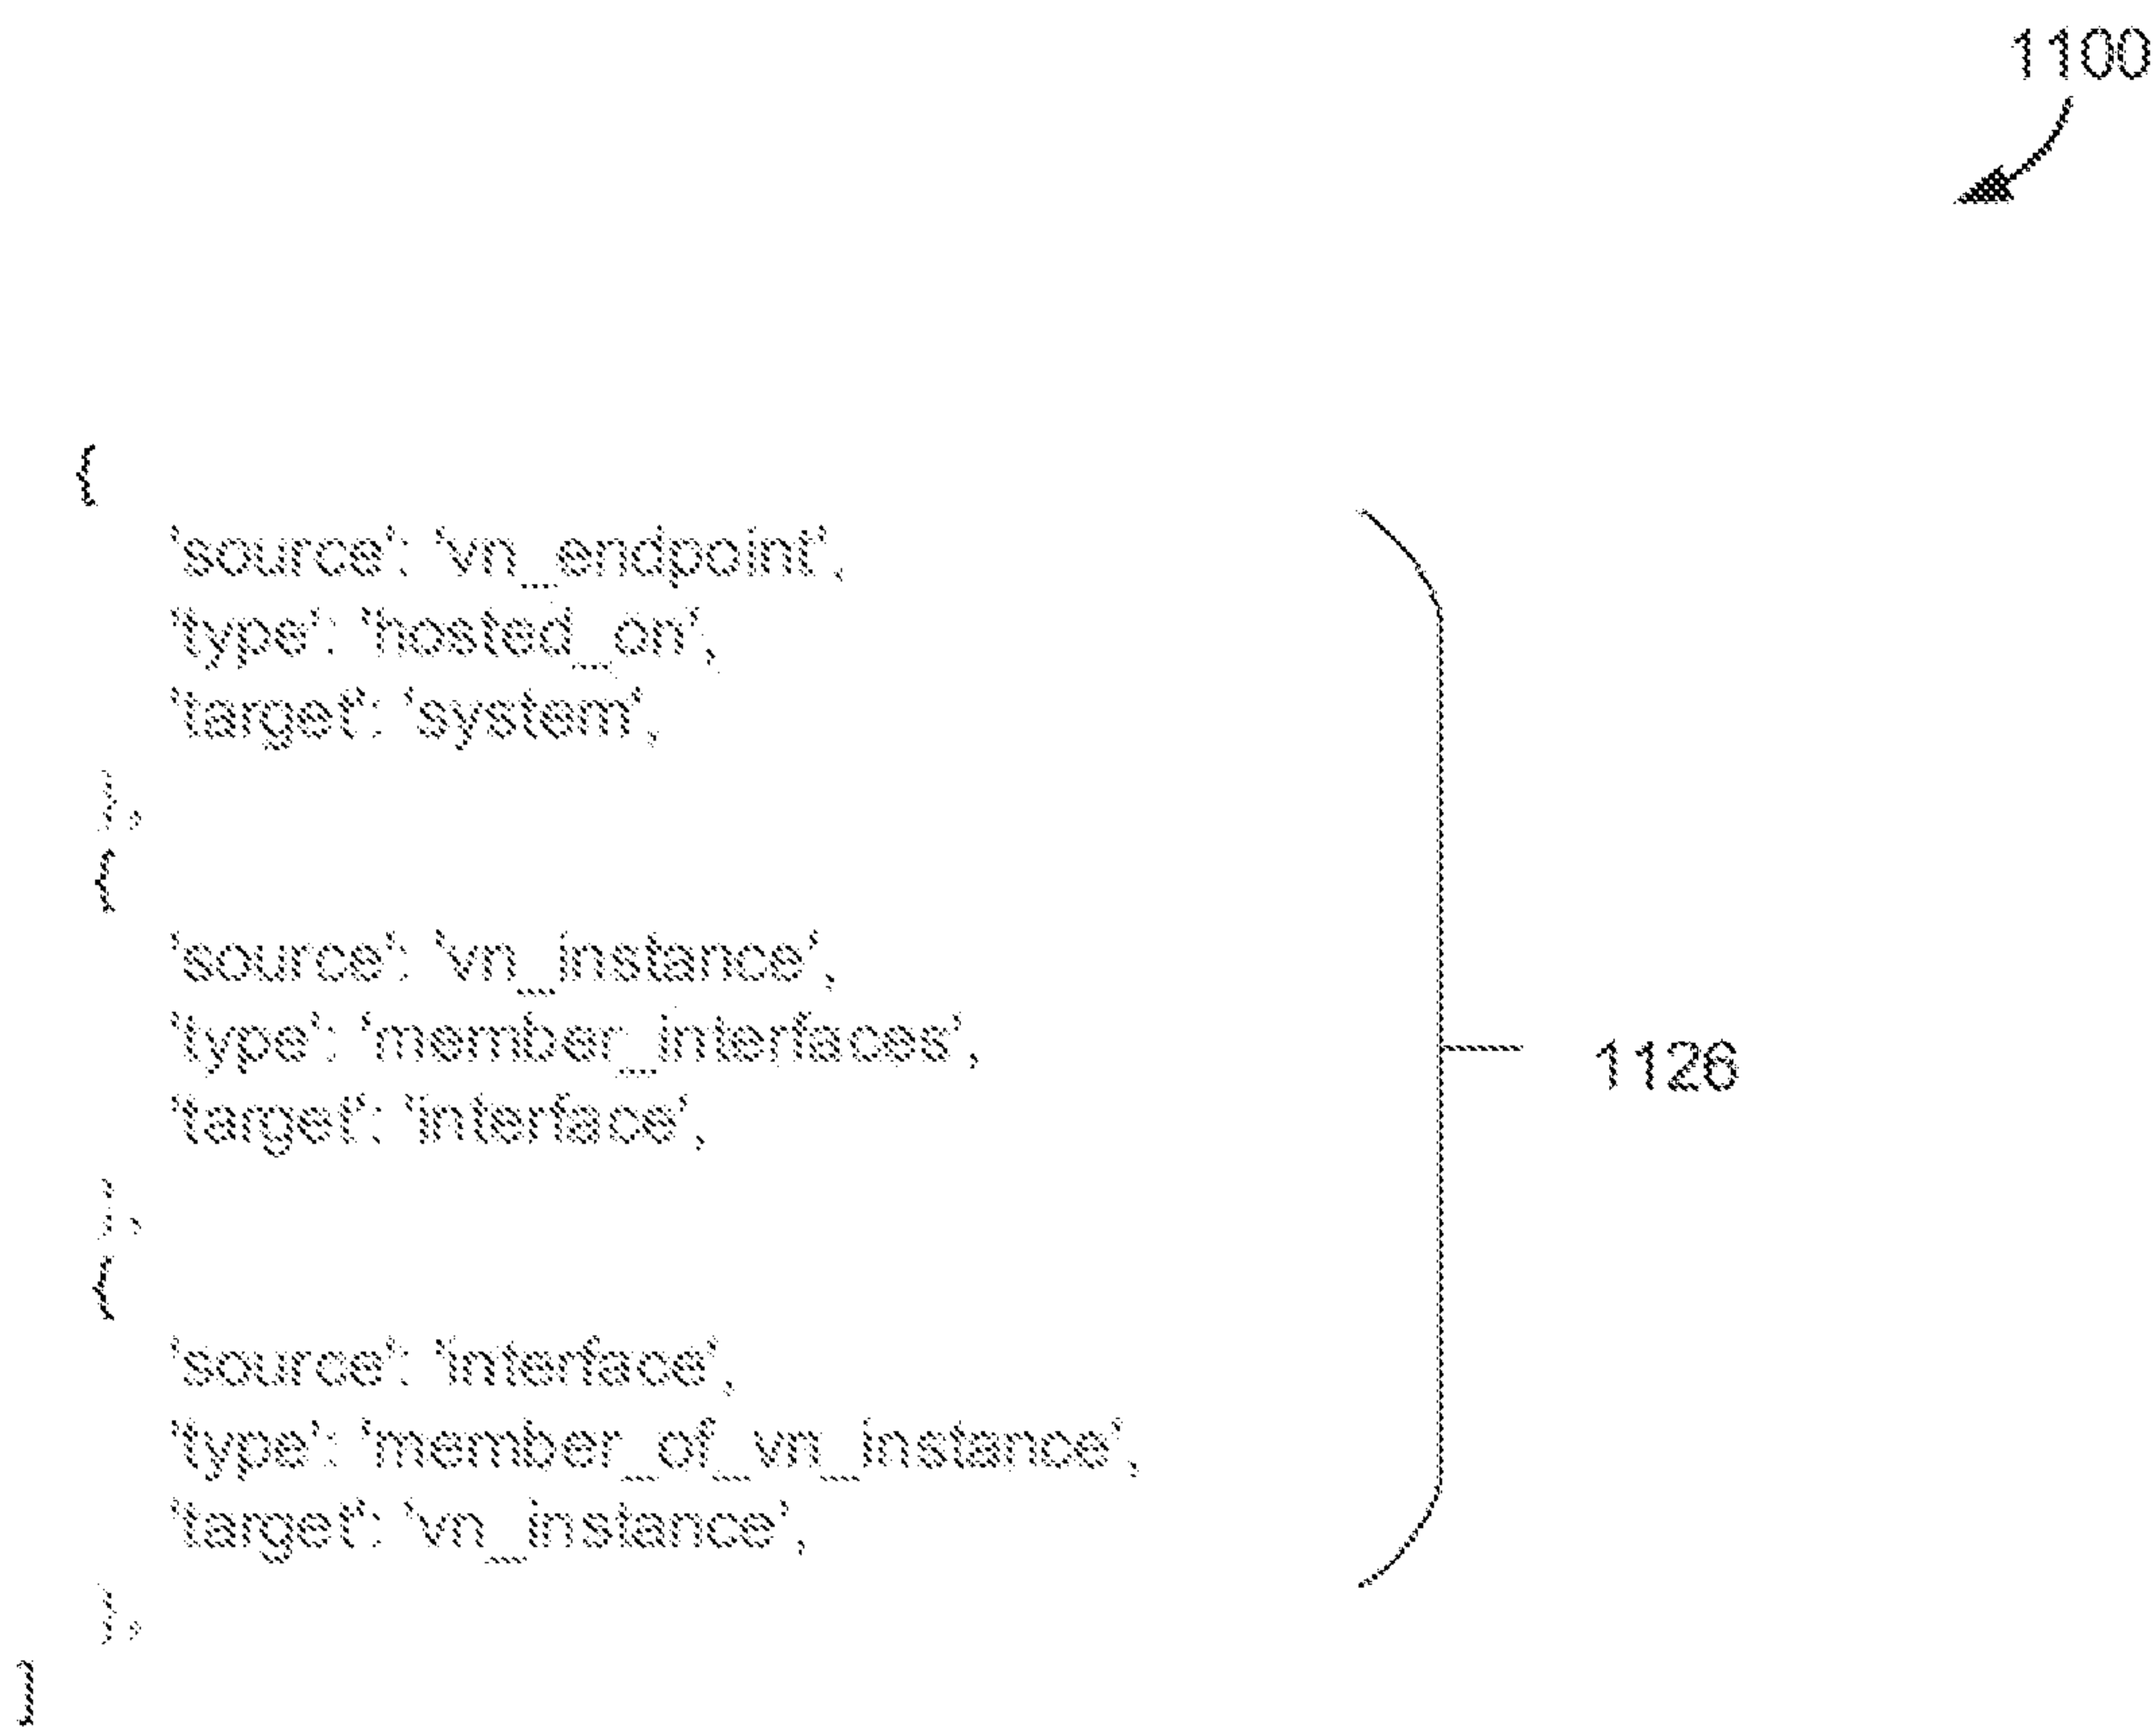 1100
{
'source': 'vn_endpoint',
'type': 'hosted_on',
'target': 'system',
},
{
'source': 'vn_instance',
'type': 'member_interfaces',
'target': 'interface',
},
{
'source': 'interface',
'type': 'member_of_vn_instance',
'target': 'vn_instance',
},
]
1126